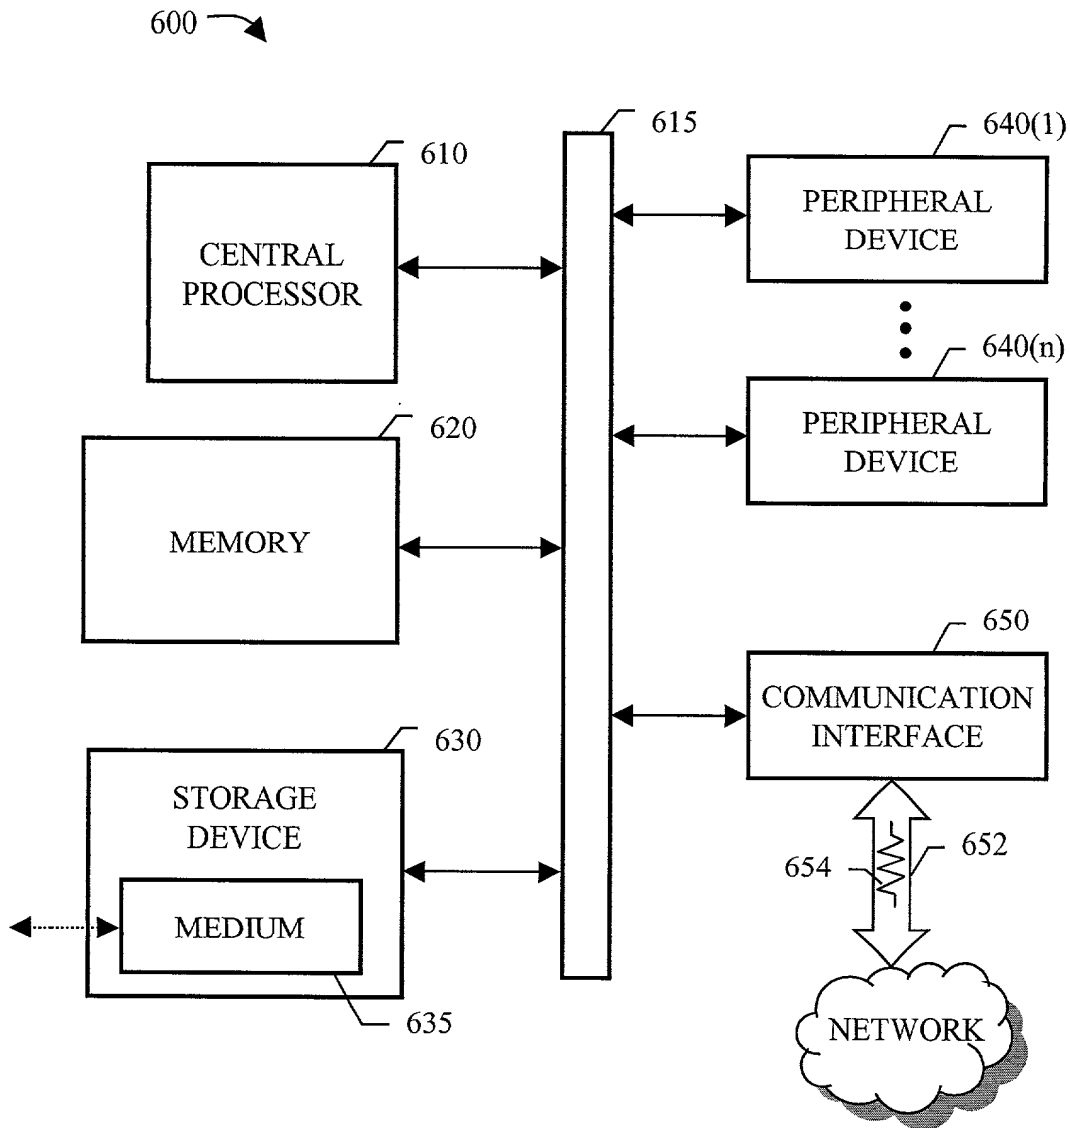 600
610
CENTRAL
PROCESSOR
615
640(1)
PERIPHERAL
DEVICE
640(n)
PERIPHERAL
DEVICE
620
MEMORY
650
COMMUNICATION
INTERFACE
630
STORAGE
DEVICE
MEDIUM
635
654
652
NETWORK